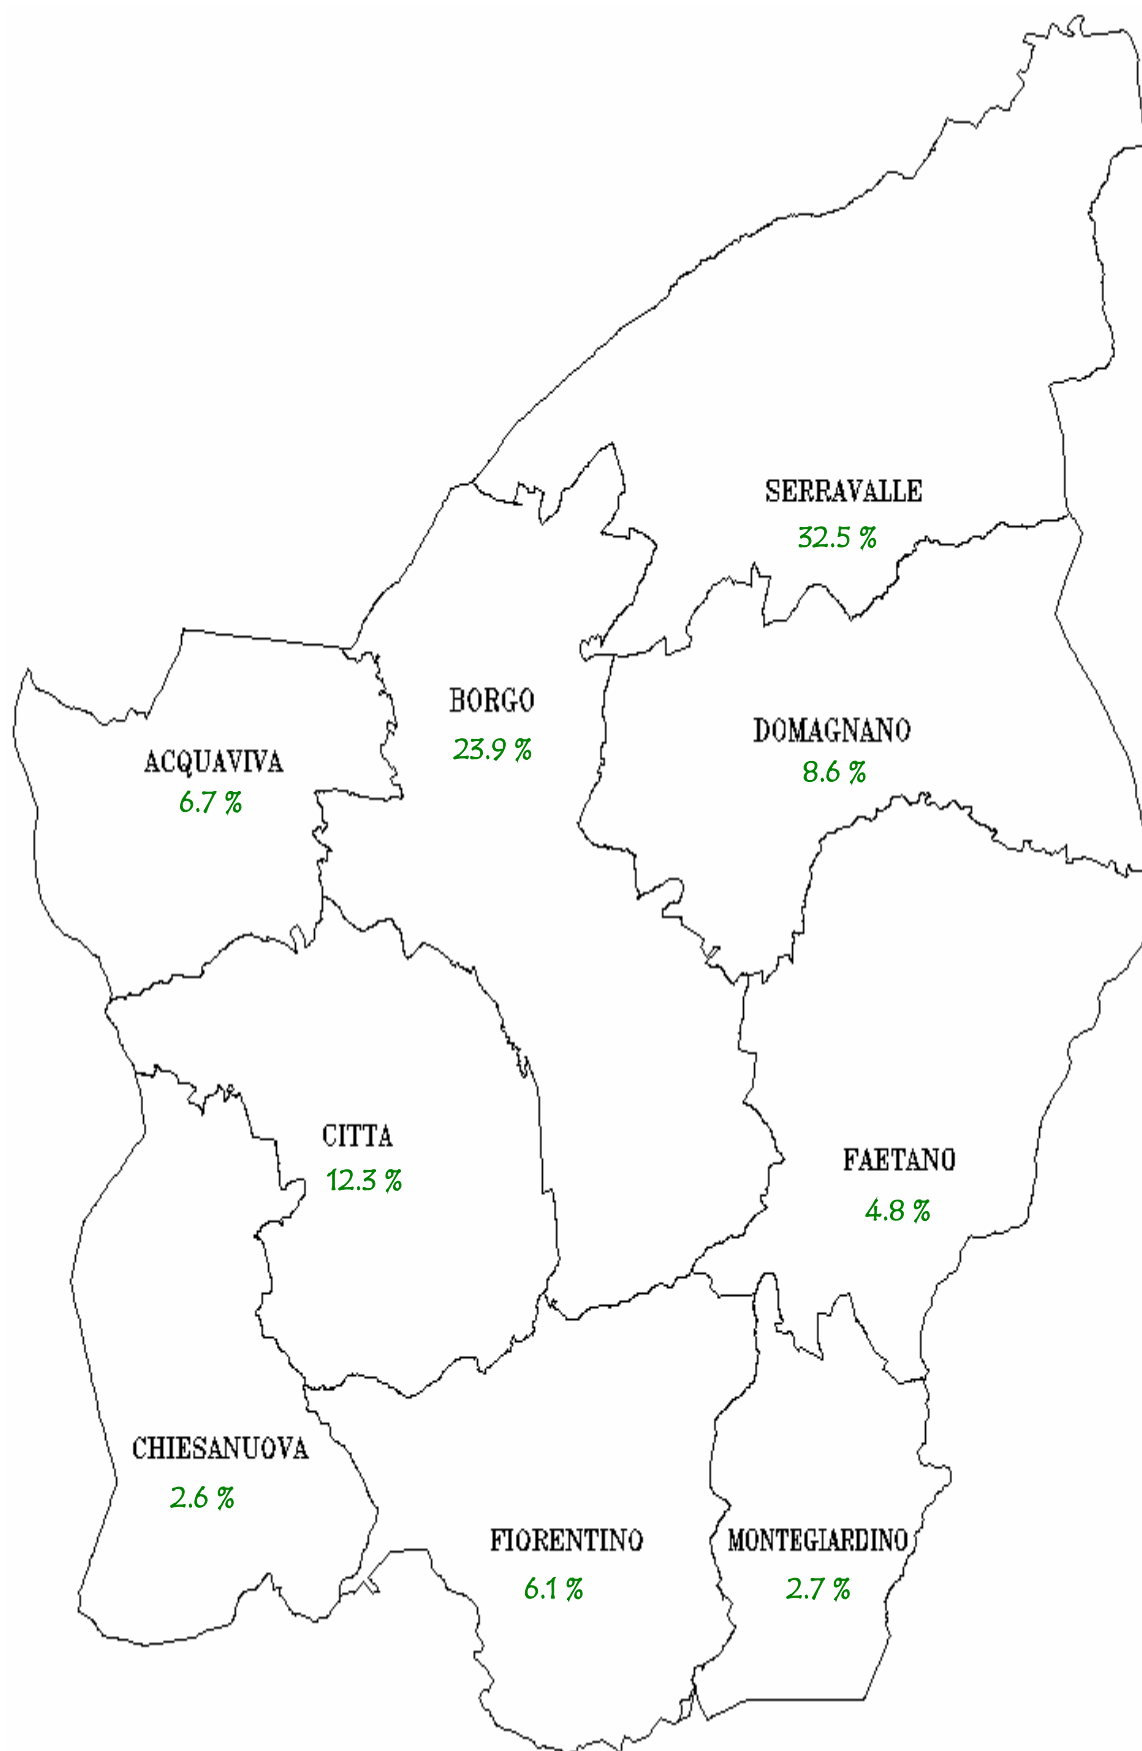 SERRAVALLE
32.5 %
BORGO
23.9 %
DOMAGNANO
8.6 %
ACQUAVIVA
6.7 %
CITTA
12.3 %
FAETANO
4.8 %
CHIESANUOVA
2.6 %
FIORENTINO
6.1 %
MONTEGIARDINO
2.7 %